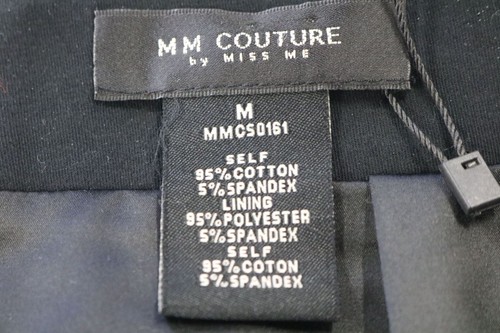 MM COUTURE
by MISS ME
M
MMCS0161
SELF
95%COTTON
5%SPANDEX
LINING
95%POLYESTER
5%SPANDEX
SELF
95%COTON
5%SPANDEX